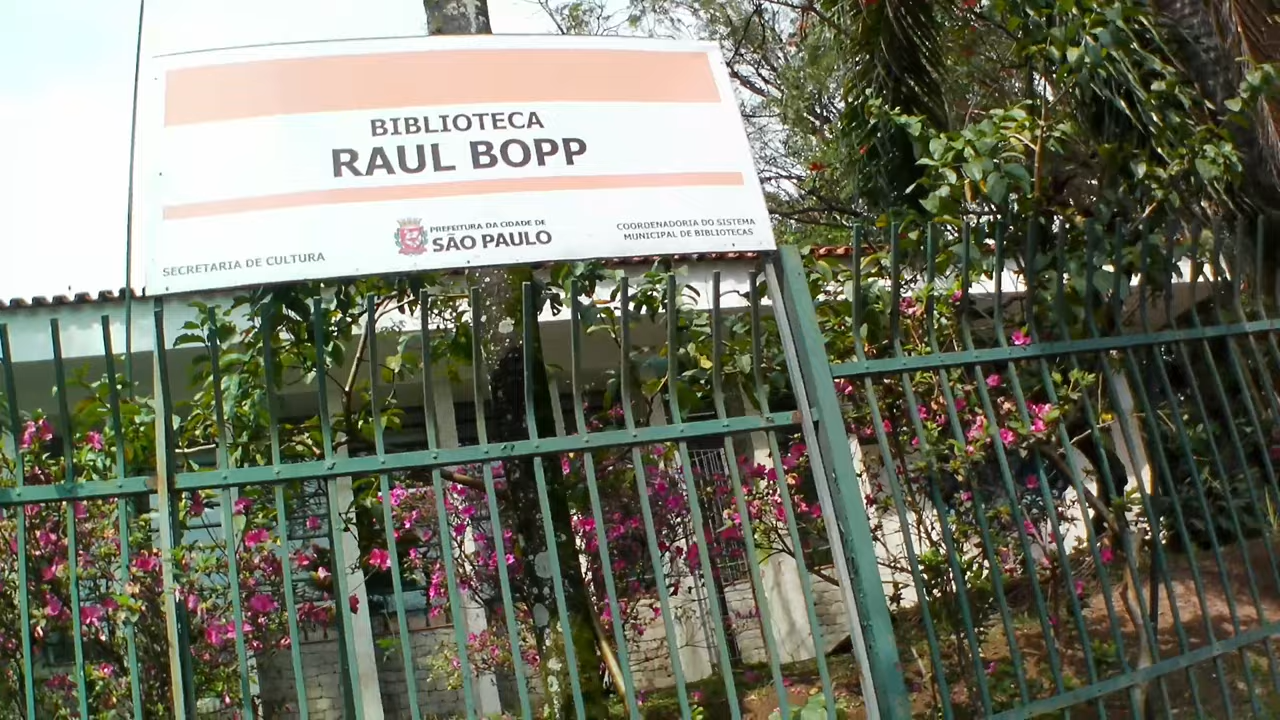 BIBLIOTECA
RAUL BOPP
SECRETARIA DE CULTURA
PREFEITURA DA CIDADE DE
SÃO PAULO
COORDENADORIA DO SISTEMA
MUNICIPAL DE BIBLIOTECAS